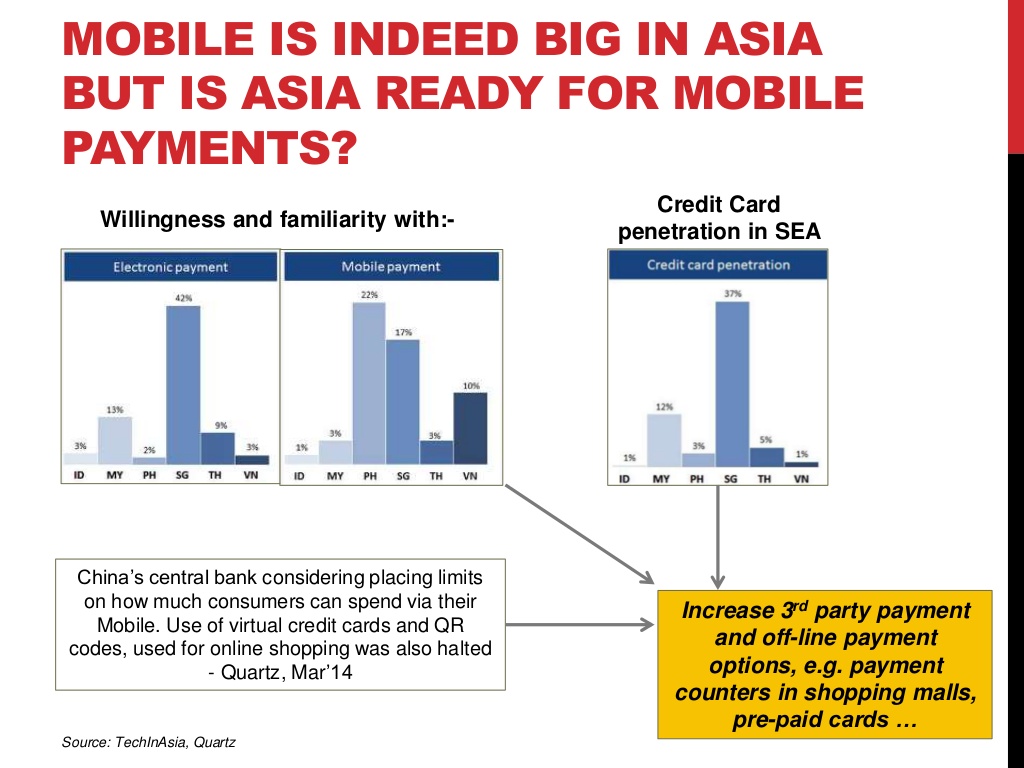 MOBILE IS INDEED BIG IN ASIA
BUT IS ASIA READY FOR MOBILE
PAYMENTS?
Willingness and familiarity with:-
Credit Card
penetration in SEA
Electronic payment
3%
13%
2%
42%
9%
3%
ID MY PH SG TH VN
Mobile payment
1%
3%
22%
17%
3%
10%
ID MY PH SG TH VN
Credit card penetration
1%
12%
3%
37%
5%
1%
ID MY PH SG TH VN
China’s central bank considering placing limits
on how much consumers can spend via their
Mobile. Use of virtual credit cards and QR
codes, used for online shopping was also halted
- Quartz, Mar’14
Increase 3rd party payment
and off-line payment
options, e.g. payment
counters in shopping malls,
pre-paid cards …
Source: TechInAsia, Quartz